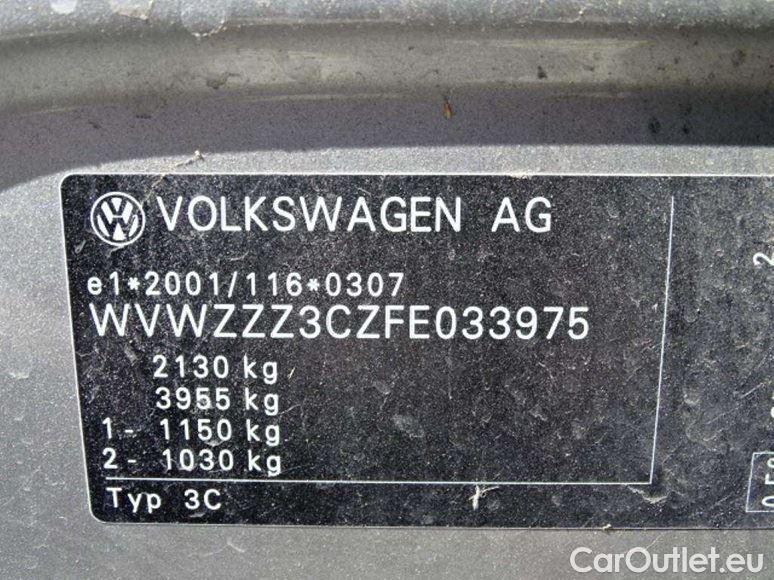 VOLKSWAGEN AG
e1*2001/116*0307
WVWZZZ3CZFE033975
2130 kg
3955 kg
1- 1150 kg
2- 1030 kg
Typ 3C
2
CarOutlet.eu